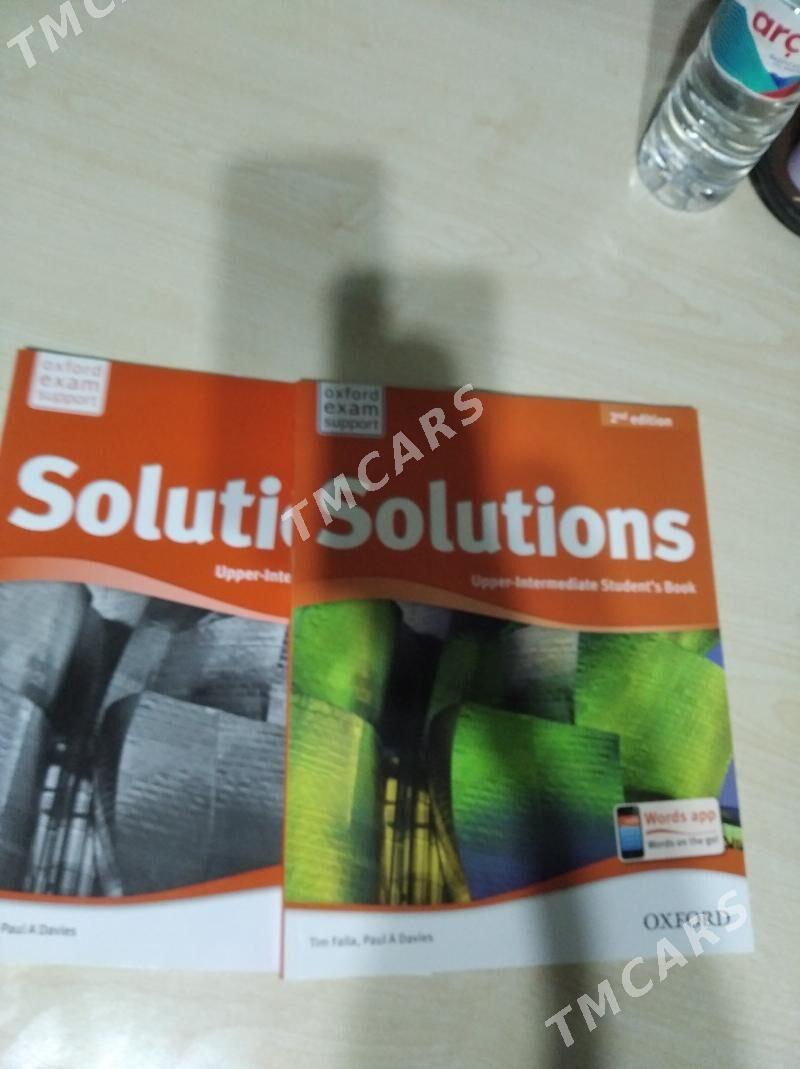 TMCARS
arç
oxford
exam
support
Soluti
Upper-Inte
Paul A Davies
oxford
exam
support
2nd edition
TMCARS
Solutions
Upper-Intermediate Student's Book
Words app
Words on the go!
Tim Falla, Paul A Davies
OXFORD
TMCARS